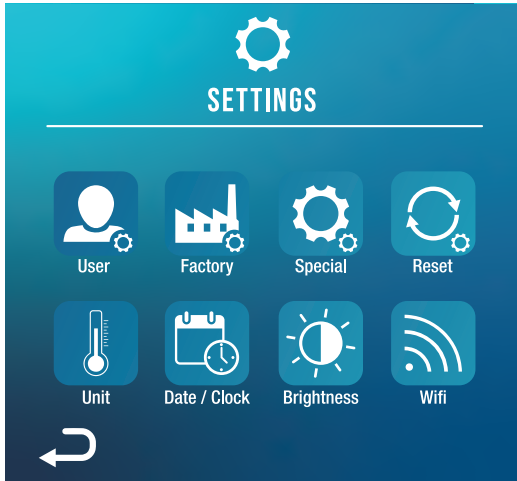 SETTINGS
User Factory Special Reset
Unit Date / Clock Brightness Wifi